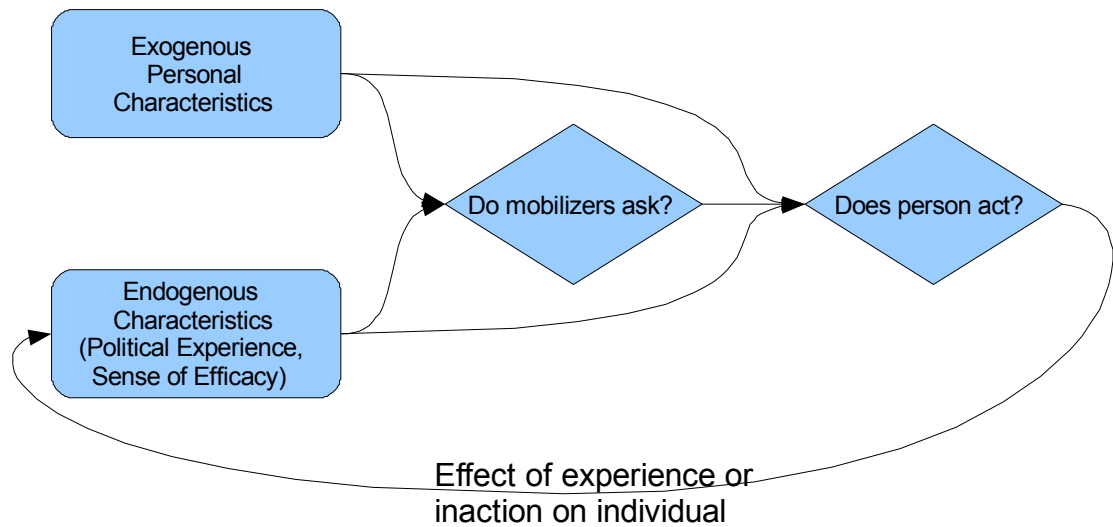 Exogenous
Personal
Characteristics
Do mobilizers ask?
Does person act?
Endogenous
Characteristics
(Political Experience,
Sense of Efficacy)
Effect of experience or
inaction on individual